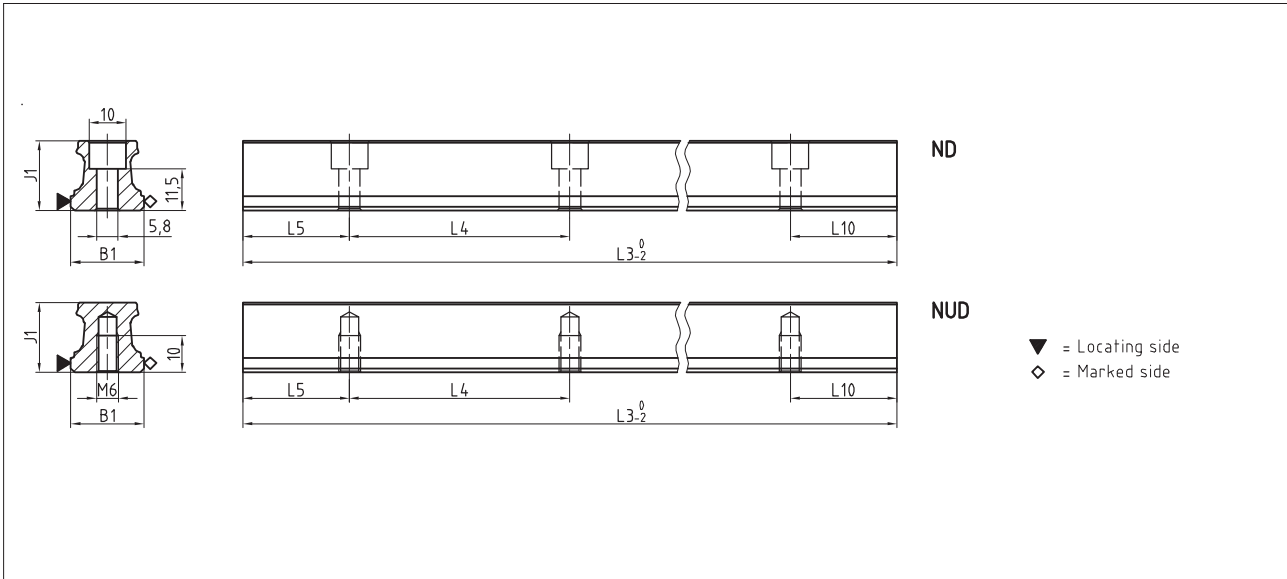 10
J1
11,5
5,8
B1
L5
L4
L10
L3-2 0
ND
J1
10
M6
B1
L5
L4
L10
L3-2 0
NUD
▼ = Locating side
◇ = Marked side